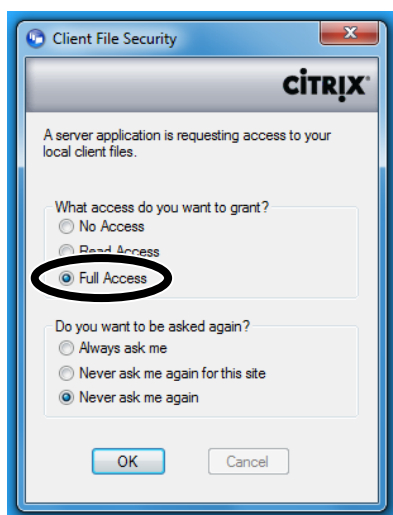 Client File Security
CİTRỊX
A server application is requesting access to your
local client files.
What access do you want to grant?
No Access
Read Access
Full Access
Do you want to be asked again?
Always ask me
Never ask me again for this site
Never ask me again
OK
Cancel